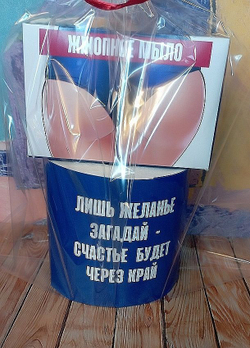 ЖЖОПНОЕ МЫЛО
ЛИШЬ ЖЕЛАНЬЕ
ЗАГАДАЙ -
СЧАСТЬЕ БУДЕТ
ЧЕРЕЗ КРАЙ